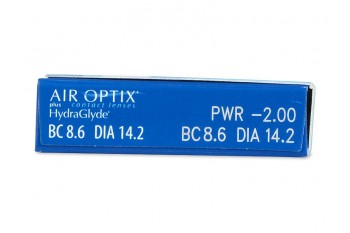 AIR OPTIX®
plus contact lenses
HydraGlyde®
BC 8.6 DIA 14.2
PWR -2.00
BC 8.6 DIA 14.2